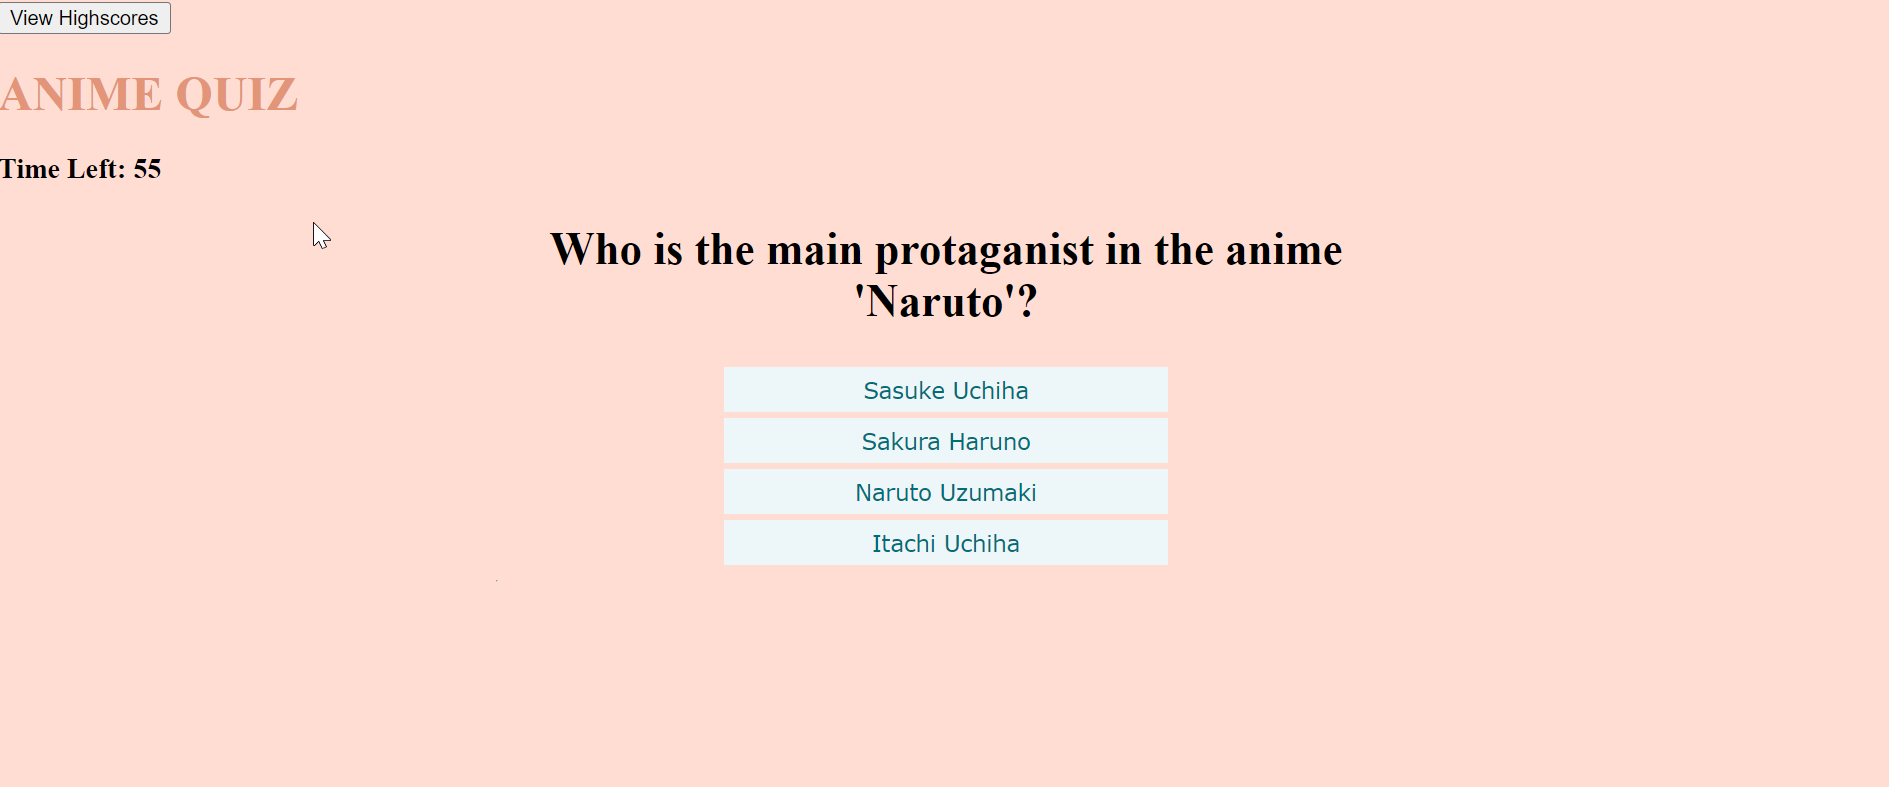 View Highscores
ANIME QUIZ
Time Left: 55
Who is the main protaganist in the anime
'Naruto'?
Sasuke Uchiha
Sakura Haruno
Naruto Uzumaki
Itachi Uchiha